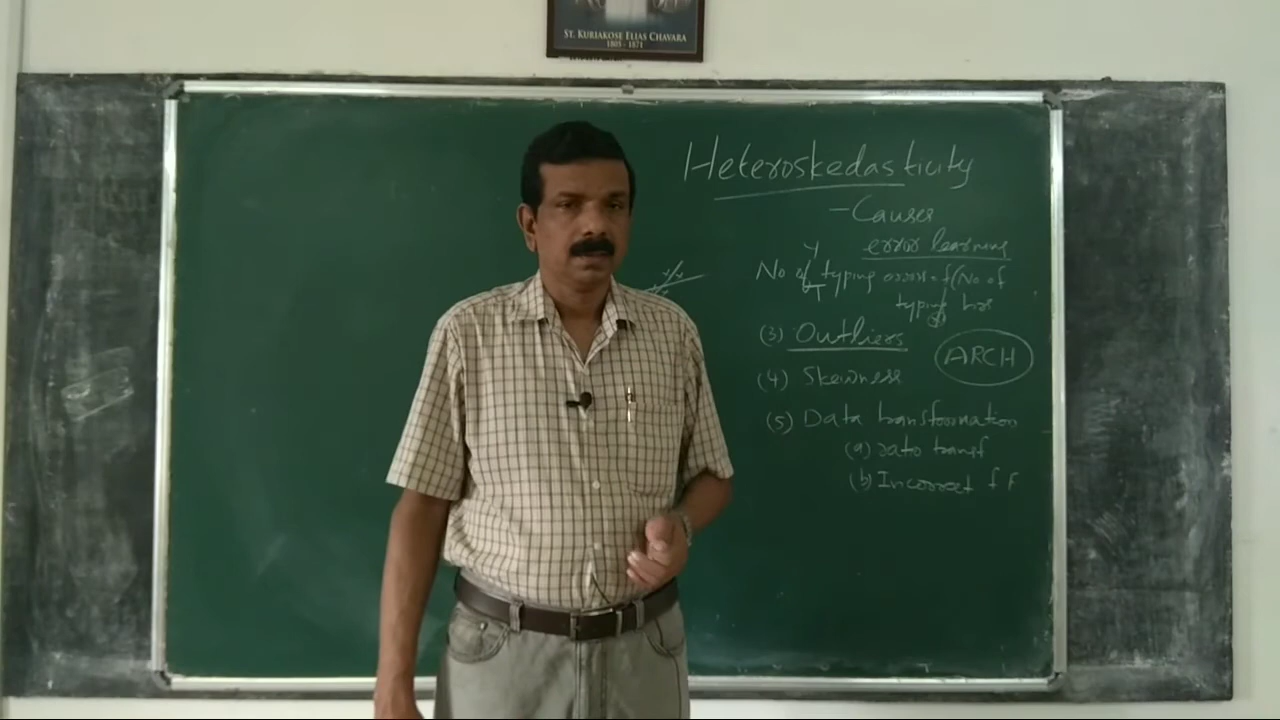 ST. KURIAKOSE ELIAS CHAVARA
1805 - 1871
Heteroskedasticity
- Causes
error learning
y
No of typing errors = f(No of
typing hrs
(3) Outliers
ARCH
(4) Skewness
(5) Data transformation
(a) ratio transf
(b) Incorrect f F